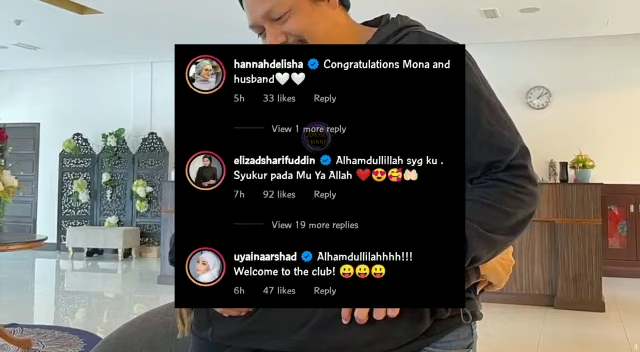 hannahdelisha Congratulations Mona and
husband🤍🤍
5h 33 likes Reply
View 1 more reply
elizadsharifuddin Alhamdullillah syg ku .
Syukur pada Mu Ya Allah ❤️😍🥰🤲🏻
7h 92 likes Reply
View 19 more replies
uyainaarshad Alhamdullilahhhh!!!
Welcome to the club! 😛😛😛
6h 47 likes Reply